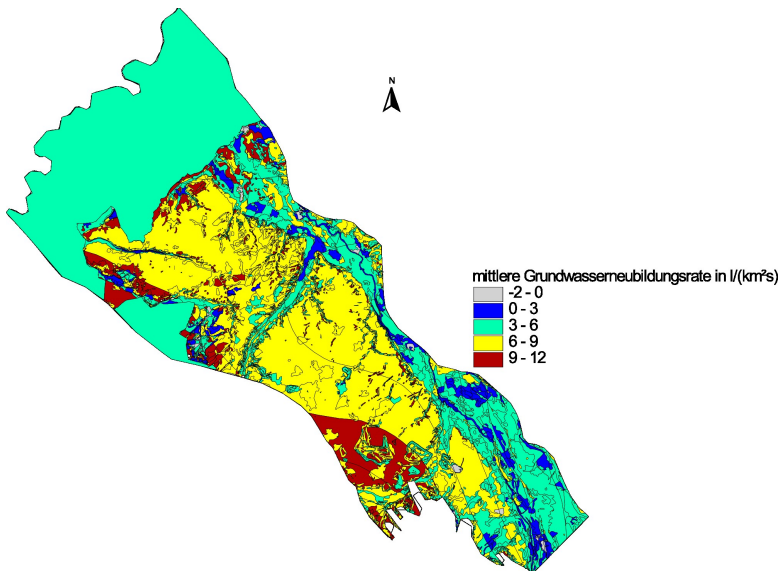 N
mittlere Grundwasserneubildungsrate in l/(km²s)
-2 - 0
0 - 3
3 - 6
6 - 9
9 - 12